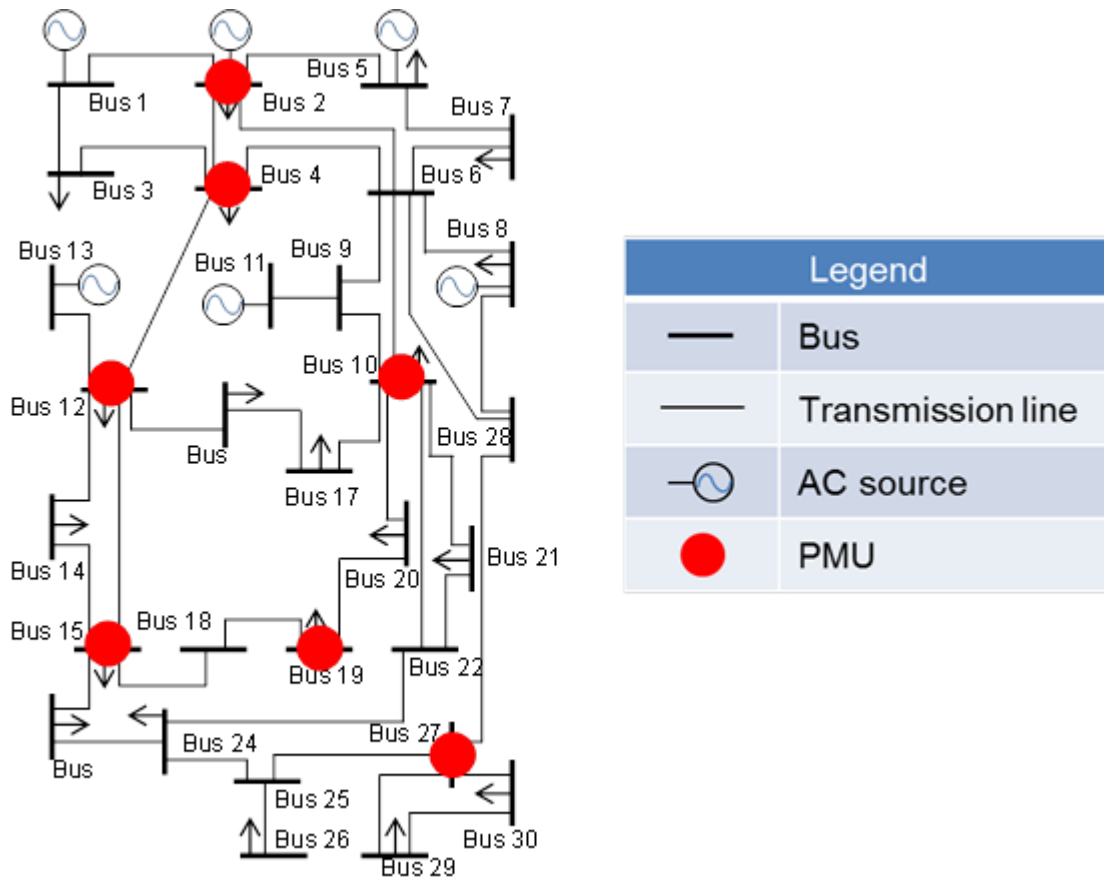 Bus 1
Bus 2
Bus 5
Bus 7
Bus 3
Bus 4
Bus 6
Bus 13
Bus 11
Bus 9
Bus 8
Bus 10
Bus 12
Bus
Bus 17
Bus 28
Bus 14
Bus 20
Bus 21
Bus 15
Bus 18
Bus 19
Bus 22
Bus
Bus 24
Bus 27
Bus 25
Bus 26
Bus 29
Bus 30
Legend
Bus
Transmission line
AC source
PMU